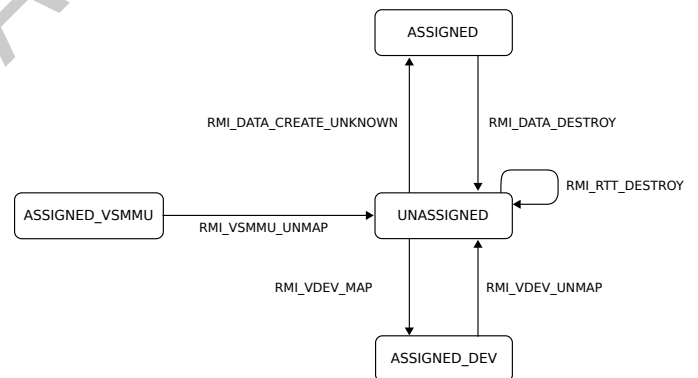 ASSIGNED
RMI_DATA_CREATE_UNKNOWN
RMI_DATA_DESTROY
RMI_RTT_DESTROY
ASSIGNED_VSMMU
UNASSIGNED
RMI_VSMMU_UNMAP
RMI_VDEV_MAP
RMI_VDEV_UNMAP
ASSIGNED_DEV